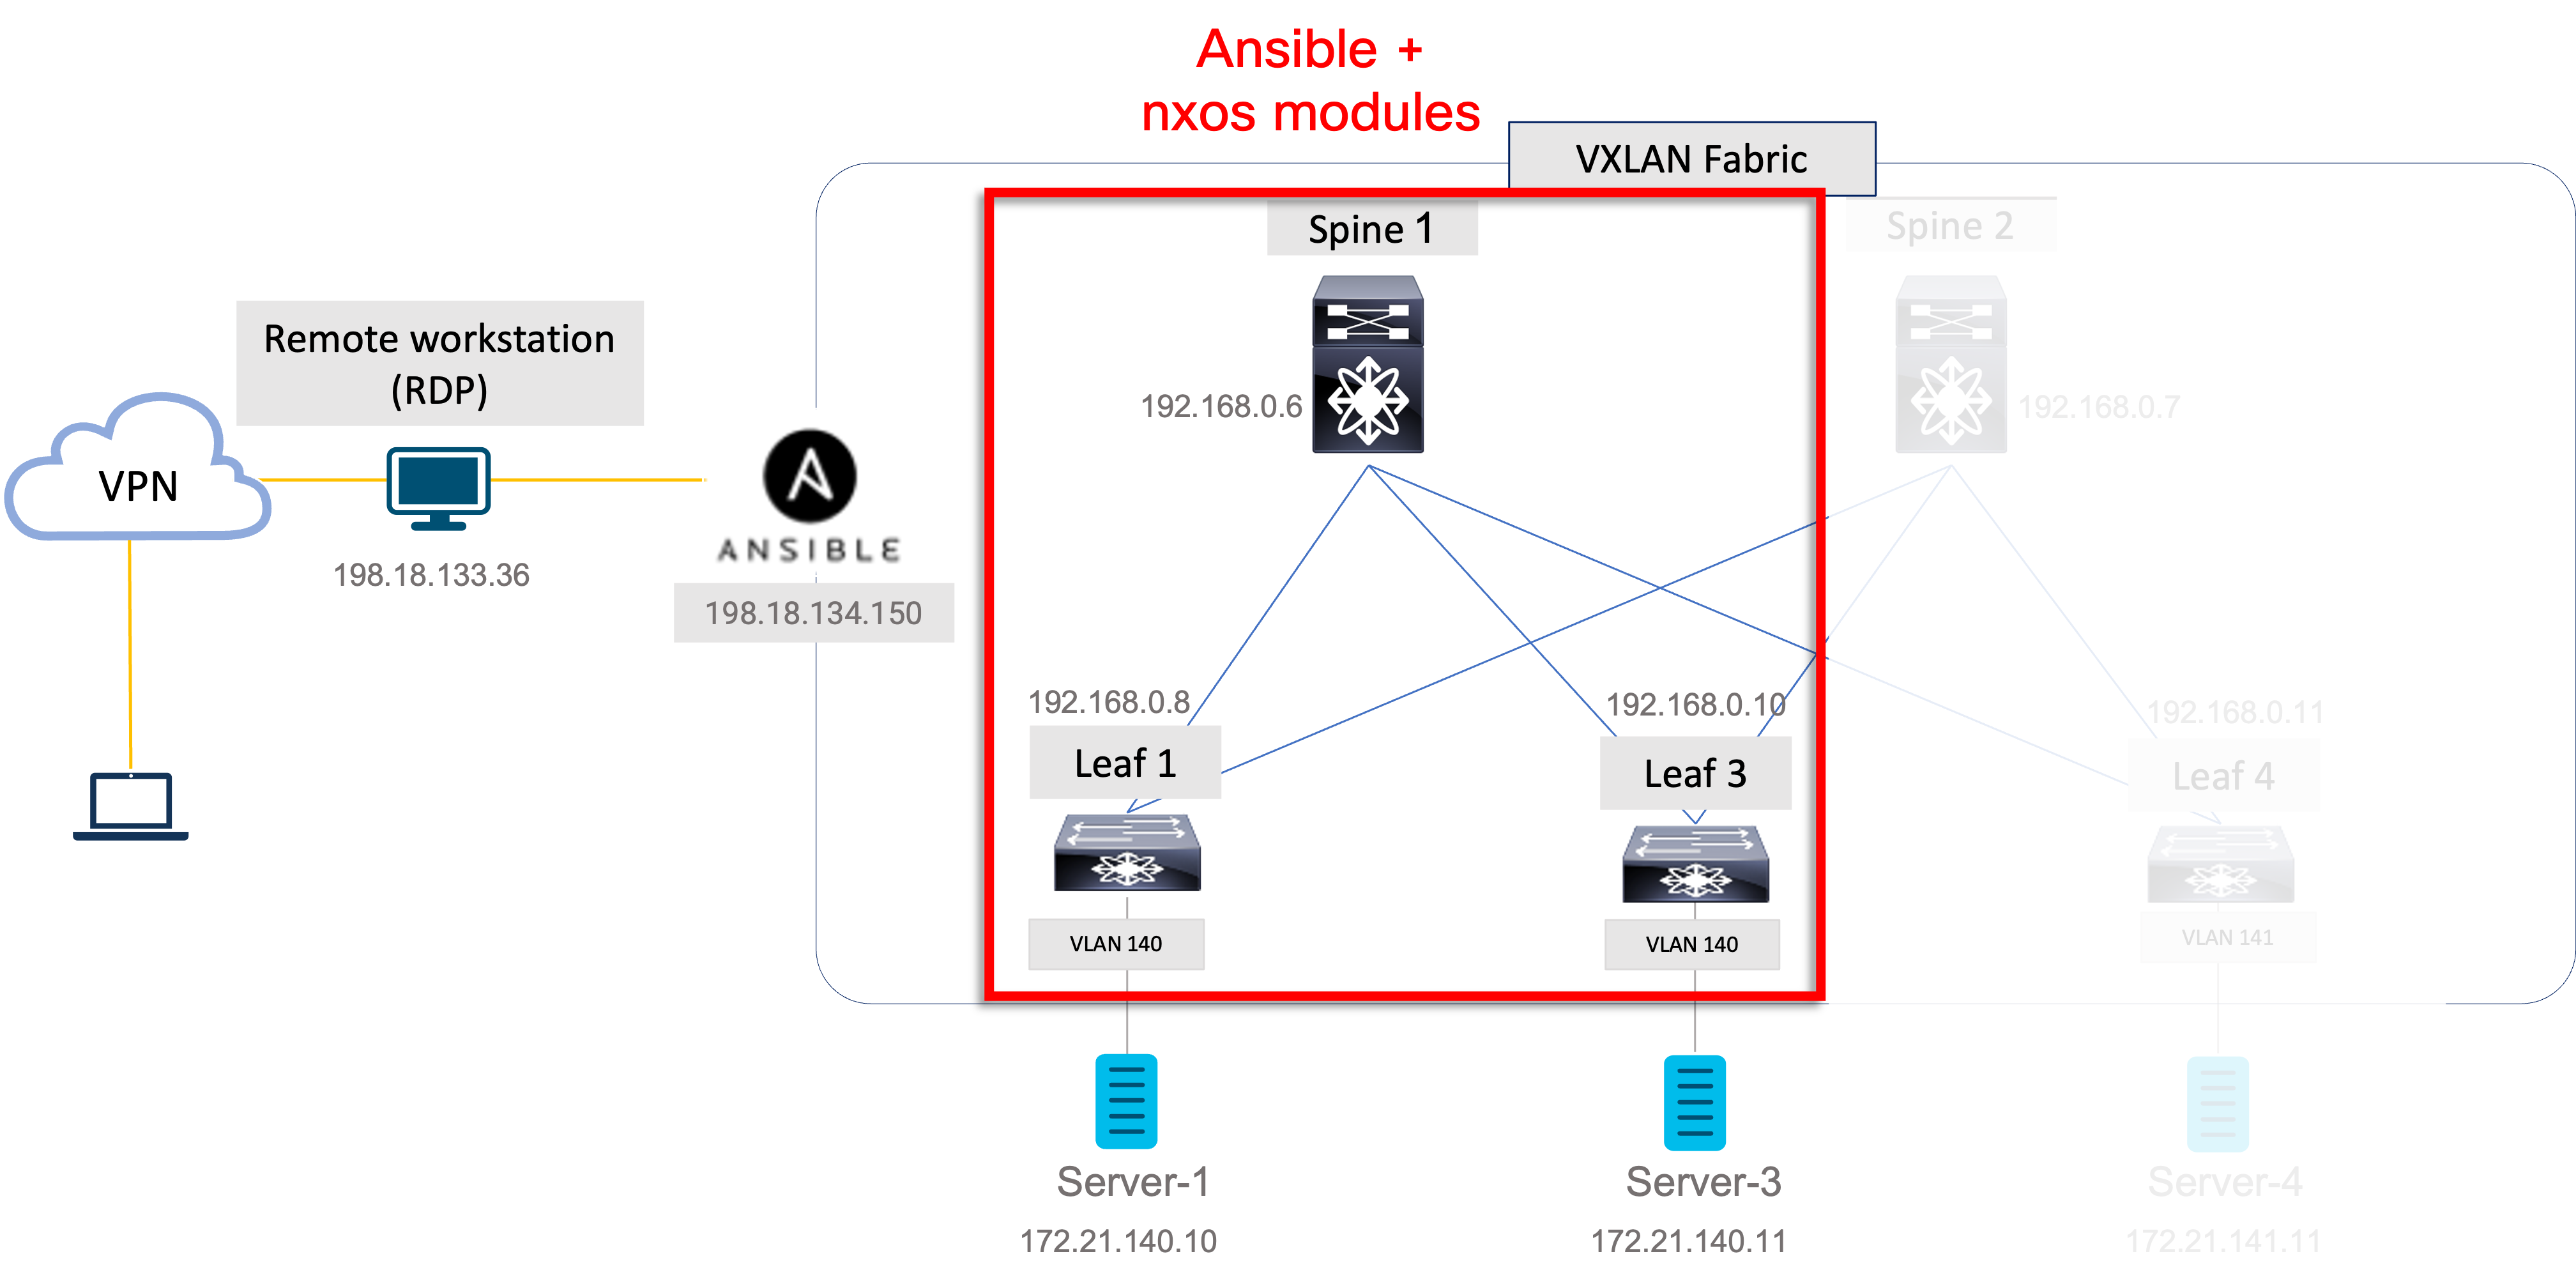 Ansible +
nxos modules
VXLAN Fabric
Spine 1
Spine 2
Remote workstation
(RDP)
192.168.0.6
192.168.0.7
VPN
ANSIBLE
198.18.133.36
198.18.134.150
192.168.0.8
192.168.0.10
192.168.0.11
Leaf 1
Leaf 3
Leaf 4
VLAN 140
VLAN 140
VLAN 141
Server-1
Server-3
Server-4
172.21.140.10
172.21.140.11
172.21.141.11